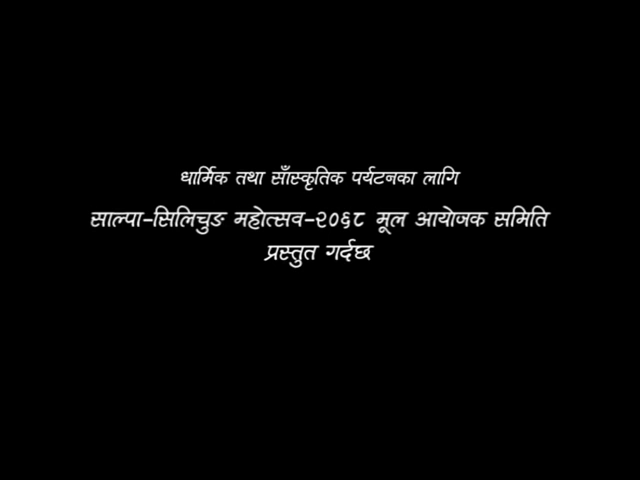 धार्मिक तथा साँस्कृतिक पर्यटनका लागि
साल्पा-सिलिचुङ महोत्सव-२०६८ मूल आयोजक समिति
प्रस्तुत गर्दछ